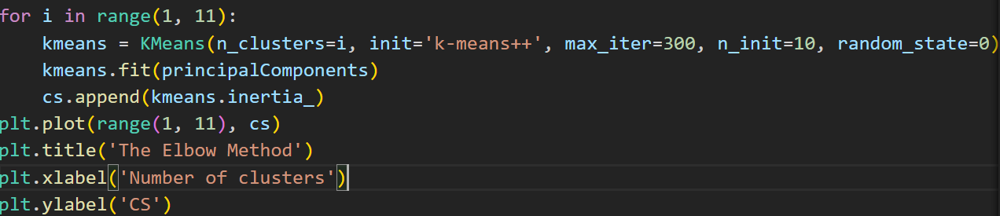 for i in range(1, 11):
    kmeans = KMeans(n_clusters=i, init='k-means++', max_iter=300, n_init=10, random_state=0)
    kmeans.fit(principalComponents)
    cs.append(kmeans.inertia_)
plt.plot(range(1, 11), cs)
plt.title('The Elbow Method')
plt.xlabel('Number of clusters')
plt.ylabel('CS')